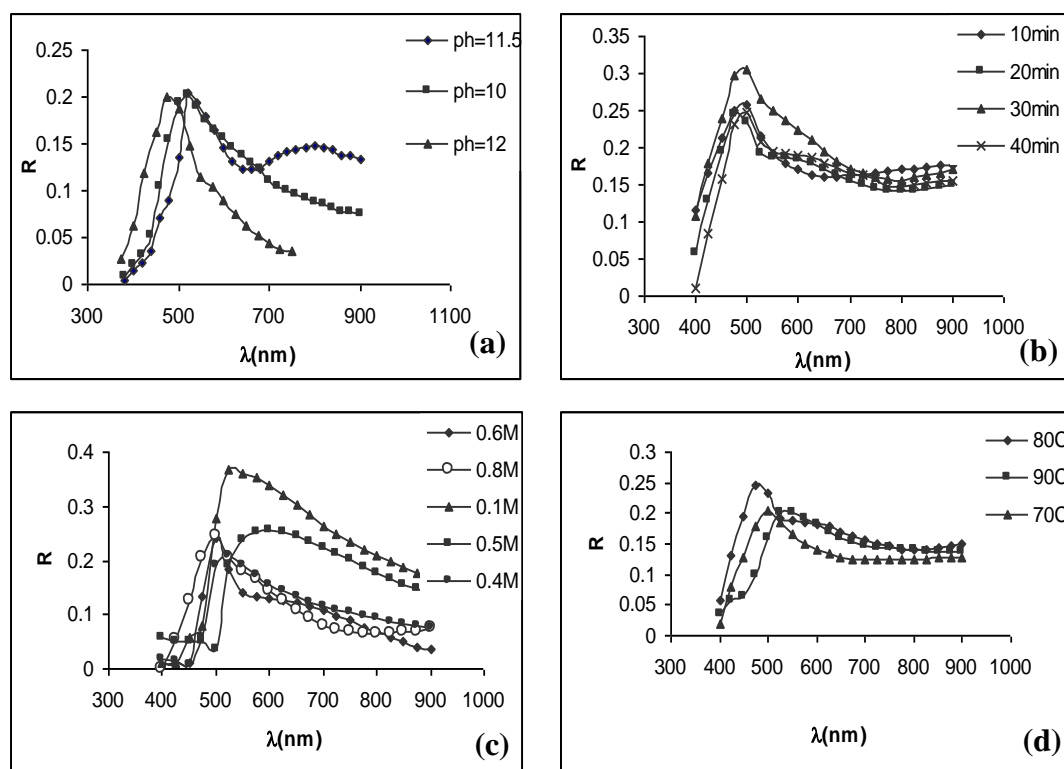 ph=11.5
ph=10
ph=12
R
0.25
0.2
0.15
0.1
0.05
0
300 500 700 900 1100
λ(nm)
(a)
10min
20min
30min
40min
R
0.35
0.3
0.25
0.2
0.15
0.1
0.05
0
300 400 500 600 700 800 900 1000
λ(nm)
(b)
0.6M
0.8M
0.1M
0.5M
0.4M
R
0.4
0.3
0.2
0.1
0
300 400 500 600 700 800 900 1000
λ(nm)
(c)
80C
90C
70C
R
0.3
0.25
0.2
0.15
0.1
0.05
0
300 400 500 600 700 800 900 1000
λ(nm)
(d)